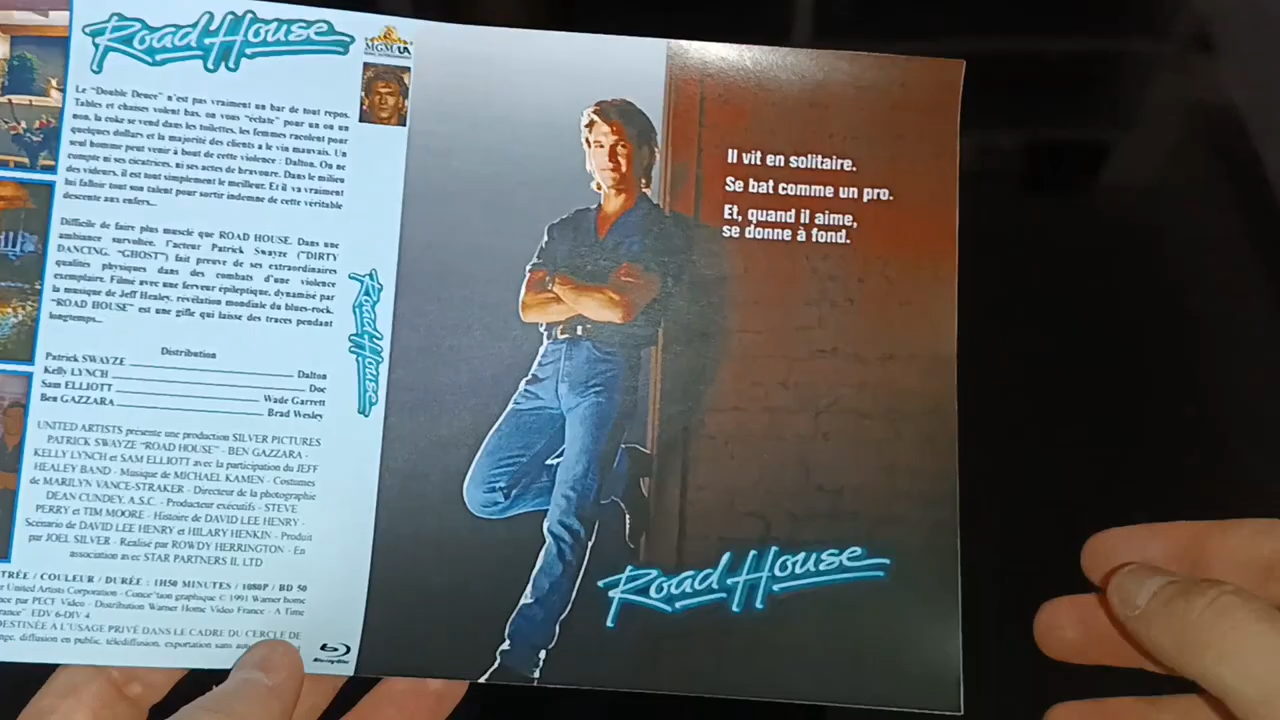 Road House
Le "Double Deuce" n'est pas vraiment un bar de tout repos.
Tables et chaises volent bas, on vous "éclate" pour un ou un
non, la coke se vend dans les toilettes, les femmes racolent pour
quelques dollars et la majorité des clients a le vin mauvais. Un
seul homme peut venir à bout de cette violence : Dalton. On ne
compte ni ses cicatrices, ni ses actes de bravoure. Dans le milieu
des videurs, il est tout simplement le meilleur. Et il va vraiment
lui falloir tout son talent pour sortir indemne de cette véritable
descente aux enfers...
Difficile de faire plus musclé que ROAD HOUSE. Dans une
ambiance survoltée, l'acteur Patrick Swayze ("DIRTY
DANCING, "GHOST") fait preuve de ses extraordinaires
qualités physiques dans des combats d'une violence
exemplaire. Filmé avec une ferveur épileptique, dynamisé par
la musique de Jeff Healey, révélation mondiale du blues-rock,
"ROAD HOUSE" est une gifle qui laisse des traces pendant
longtemps...
Distribution
Patrick SWAYZE Dalton
Kelly LYNCH Doc
Sam ELLIOTT Wade Garrett
Ben GAZZARA Brad Wesley
UNITED ARTISTS présente une production SILVER PICTURES
PATRICK SWAYZE "ROAD HOUSE" - BEN GAZZARA -
KELLY LYNCH et SAM ELLIOTT avec la participation du JEFF
HEALEY BAND - Musique de MICHAEL KAMEN - Costumes
de MARILYN VANCE-STRAKER - Directeur de la photographie
DEAN CUNDEY, A.S.C. - Producteur exécutifs - STEVE
PERRY et TIM MOORE - Histoire de DAVID LEE HENRY -
Scenario de DAVID LEE HENRY et HILARY HENKIN - Produit
par JOEL SILVER - Realisé par ROWDY HERRINGTON - En
association avec STAR PARTNERS II, LTD
TRÉE / COULEUR / DURÉE : 1H50 MINUTES / 1080P / BD 50
r United Artists Corporation - Conce'tion graphique © 1991 Warner home
nce par PECF Video - Distribution Warner Home Video France - A Time
rance" EDV 6-DIV 4
DESTINÉE A L'USAGE PRIVÉ DANS LE CADRE DU CERCLE DE
nge, diffusion en public, télédiffusion, exportation sans
MGM/UA
Road House
Blu-ray Disc
Il vit en solitaire.
Se bat comme un pro.
Et, quand il aime,
se donne à fond.
Road House